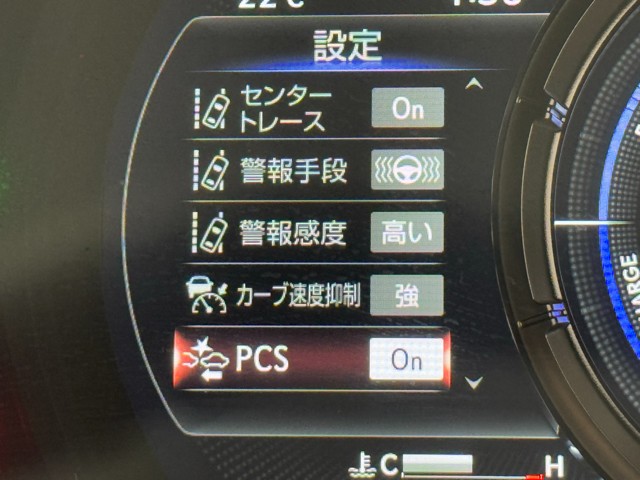 22℃
設定
センター
トレース
On
警報手段
警報感度
高い
カーブ速度抑制
強
PCS
On
C
H